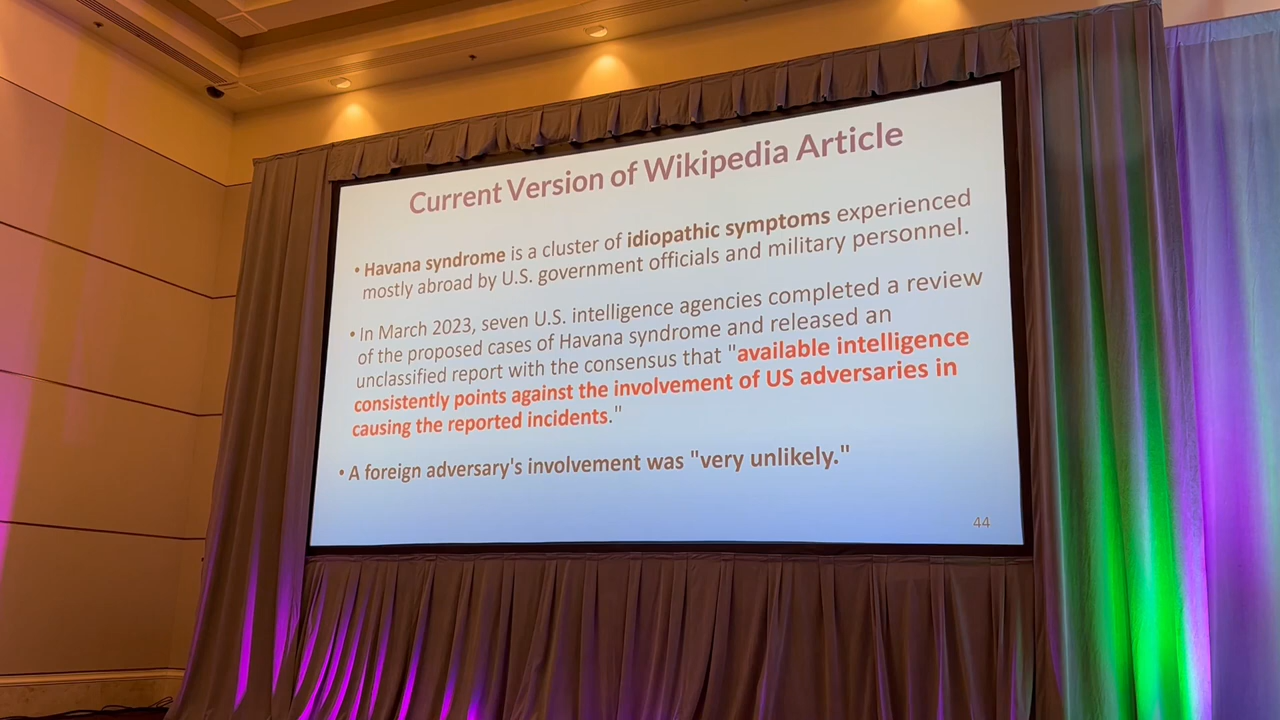 Current Version of Wikipedia Article
• Havana syndrome is a cluster of idiopathic symptoms experienced
mostly abroad by U.S. government officials and military personnel.
• In March 2023, seven U.S. intelligence agencies completed a review
of the proposed cases of Havana syndrome and released an
unclassified report with the consensus that "available intelligence
consistently points against the involvement of US adversaries in
causing the reported incidents."
• A foreign adversary's involvement was "very unlikely."
44